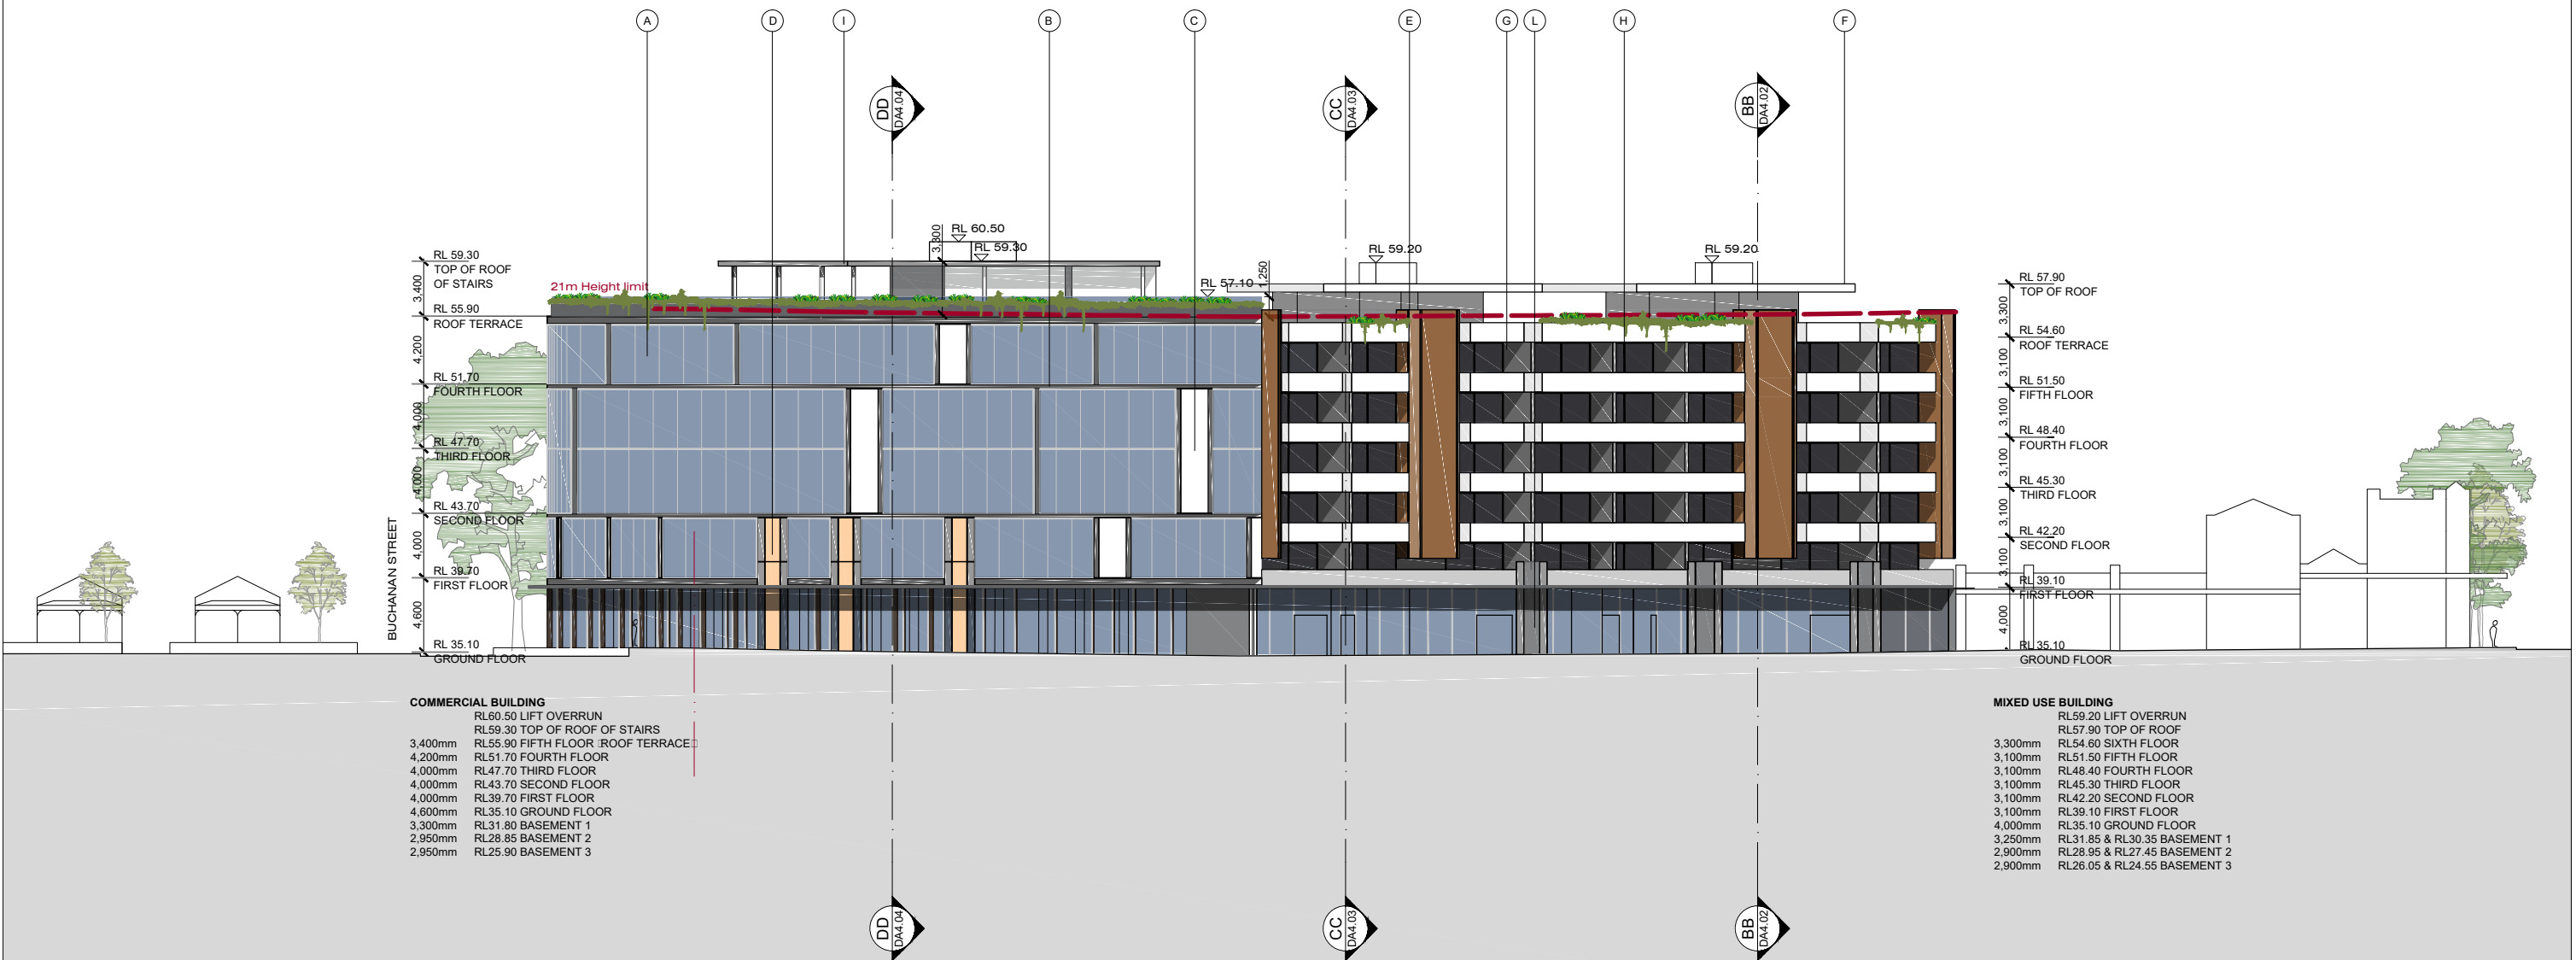 A D I B C E G L H F
DD DA4.04
CC DA4.03
BB DA4.02
RL 60.50
RL 59.30
3,300
RL 57.10
1,250
RL 59.20
RL 59.20
21m Height limit
RL 59.30
TOP OF ROOF
OF STAIRS
3,400
RL 55.90
ROOF TERRACE
4,200
RL 51.70
FOURTH FLOOR
4,000
RL 47.70
THIRD FLOOR
4,000
RL 43.70
SECOND FLOOR
4,000
RL 39.70
FIRST FLOOR
4,600
RL 35.10
GROUND FLOOR
BUCHANAN STREET
RL 57.90
TOP OF ROOF
3,300
RL 54.60
ROOF TERRACE
3,100
RL 51.50
FIFTH FLOOR
3,100
RL 48.40
FOURTH FLOOR
3,100
RL 45.30
THIRD FLOOR
3,100
RL 42.20
SECOND FLOOR
3,100
RL 39.10
FIRST FLOOR
4,000
RL 35.10
GROUND FLOOR
COMMERCIAL BUILDING
RL60.50 LIFT OVERRUN
RL59.30 TOP OF ROOF OF STAIRS
3,400mm RL55.90 FIFTH FLOOR ROOF TERRACE
4,200mm RL51.70 FOURTH FLOOR
4,000mm RL47.70 THIRD FLOOR
4,000mm RL43.70 SECOND FLOOR
4,000mm RL39.70 FIRST FLOOR
4,600mm RL35.10 GROUND FLOOR
3,300mm RL31.80 BASEMENT 1
2,950mm RL28.85 BASEMENT 2
2,950mm RL25.90 BASEMENT 3
MIXED USE BUILDING
RL59.20 LIFT OVERRUN
RL57.90 TOP OF ROOF
3,300mm RL54.60 SIXTH FLOOR
3,100mm RL51.50 FIFTH FLOOR
3,100mm RL48.40 FOURTH FLOOR
3,100mm RL45.30 THIRD FLOOR
3,100mm RL42.20 SECOND FLOOR
3,100mm RL39.10 FIRST FLOOR
4,000mm RL35.10 GROUND FLOOR
3,250mm RL31.85 & RL30.35 BASEMENT 1
2,900mm RL28.95 & RL27.45 BASEMENT 2
2,900mm RL26.05 & RL24.55 BASEMENT 3
DD DA4.04
CC DA4.03
BB DA4.02